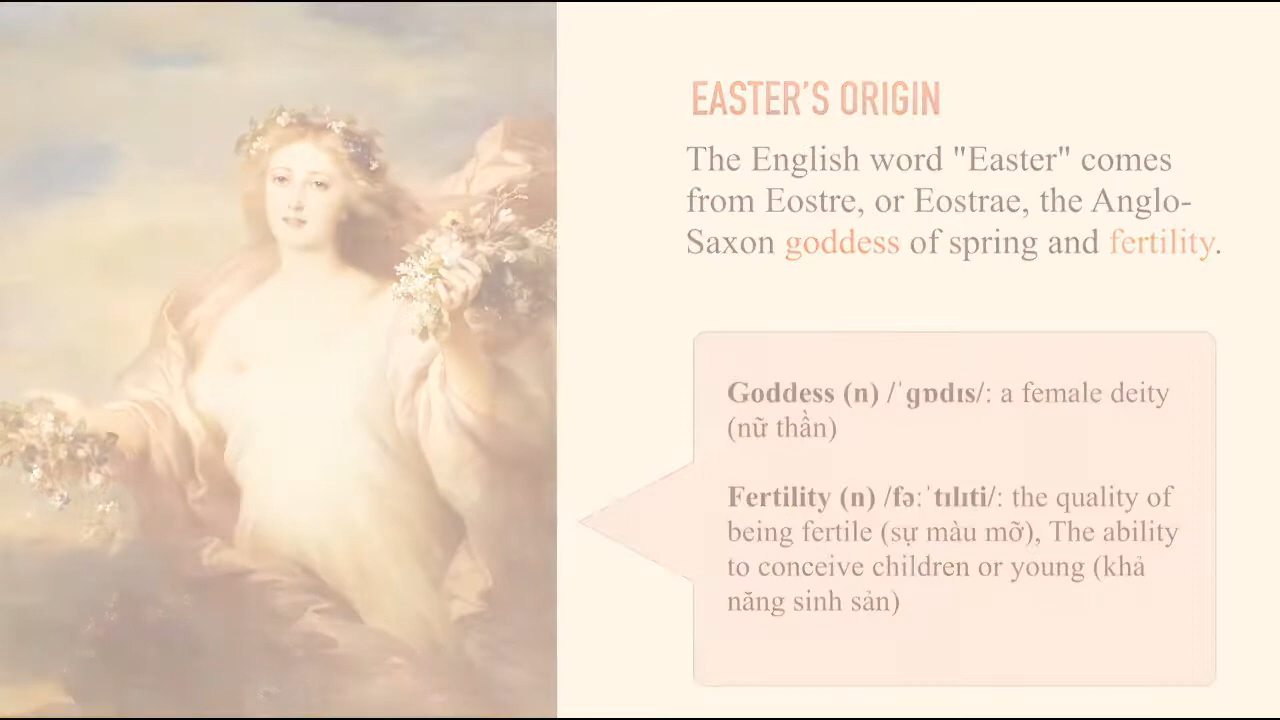 EASTER'S ORIGIN
The English word "Easter" comes
from Eostre, or Eostrae, the Anglo-
Saxon goddess of spring and fertility.
Goddess (n) /ˈgɒdɪs/: a female deity
(nữ thần)
Fertility (n) /fəːˈtɪlɪti/: the quality of
being fertile (sự màu mỡ), The ability
to conceive children or young (khả
năng sinh sản)